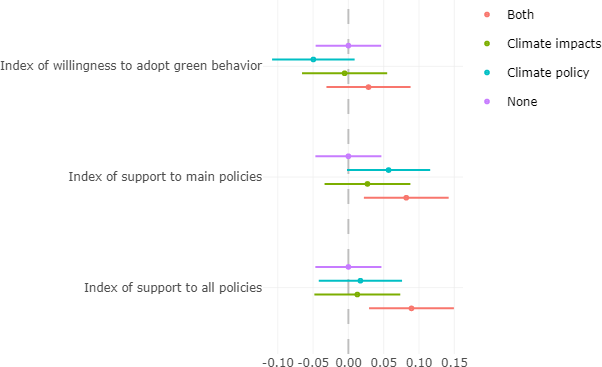 Both
Climate impacts
Climate policy
None
Index of willingness to adopt green behavior
Index of support to main policies
Index of support to all policies
-0.10 -0.05 0.00 0.05 0.10 0.15